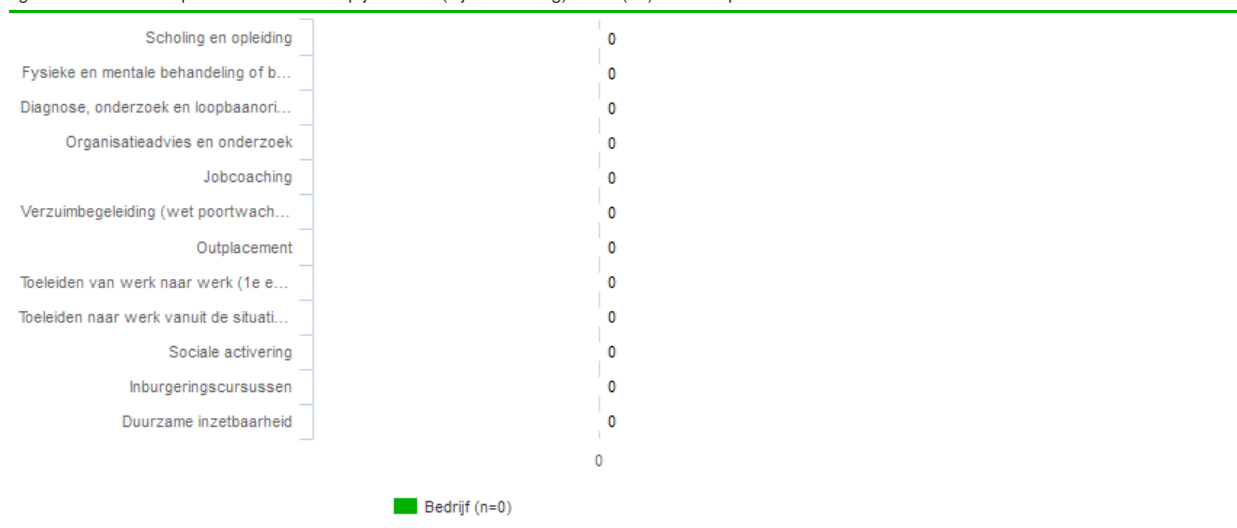 Scholing en opleiding 0
Fysieke en mentale behandeling of b... 0
Diagnose, onderzoek en loopbaanori... 0
Organisatieadvies en onderzoek 0
Jobcoaching 0
Verzuimbegeleiding (wet poortwach... 0
Outplacement 0
Toeleiden van werk naar werk (1e e... 0
Toeleiden naar werk vanuit de situati... 0
Sociale activering 0
Inburgeringscursussen 0
Duurzame inzetbaarheid 0
0
Bedrijf (n=0)